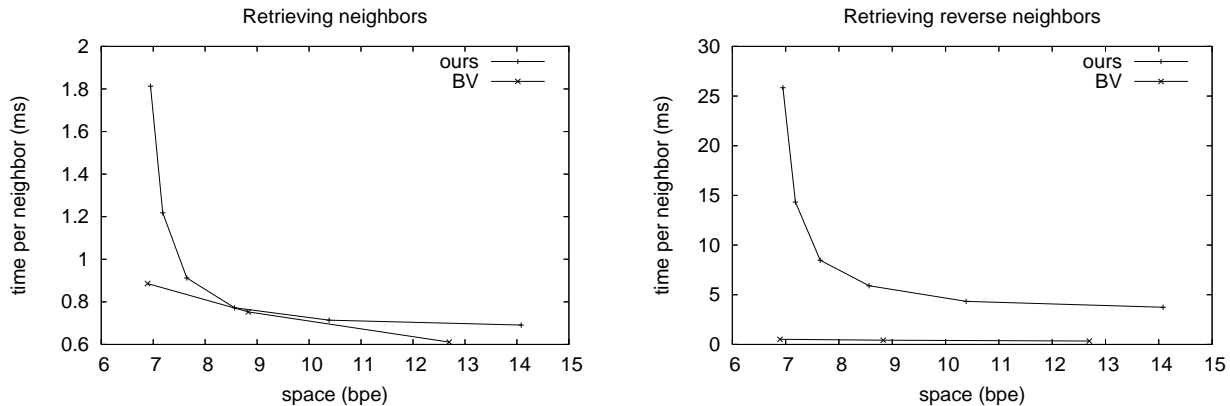 Retrieving neighbors
2
1.8
1.6
1.4
1.2
1
0.8
0.6
time per neighbor (ms)
ours
BV
6 7 8 9 10 11 12 13 14 15
space (bpe)
Retrieving reverse neighbors
30
25
20
15
10
5
0
time per neighbor (ms)
ours
BV
6 7 8 9 10 11 12 13 14 15
space (bpe)